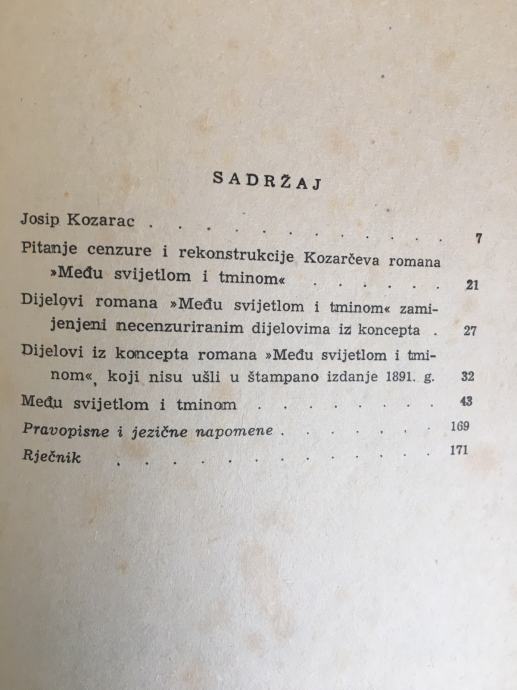 SADRŽAJ
Josip Kozarac . . . . . . . . . . . . 7
Pitanje cenzure i rekonstrukcije Kozarčeva romana
»Među svijetlom i tminom« . . . . . . 21
Dijelovi romana »Među svijetlom i tminom« zami-
jenjeni necenzuriranim dijelovima iz koncepta . 27
Dijelovi iz koncepta romana »Među svijetlom i tmi-
nom«, koji nisu ušli u štampano izdanje 1891. g. 32
Među svijetlom i tminom . . . . . . . 43
Pravopisne i jezične napomene . . . . . . 169
Rječnik . . . . . . . . . . . . 171